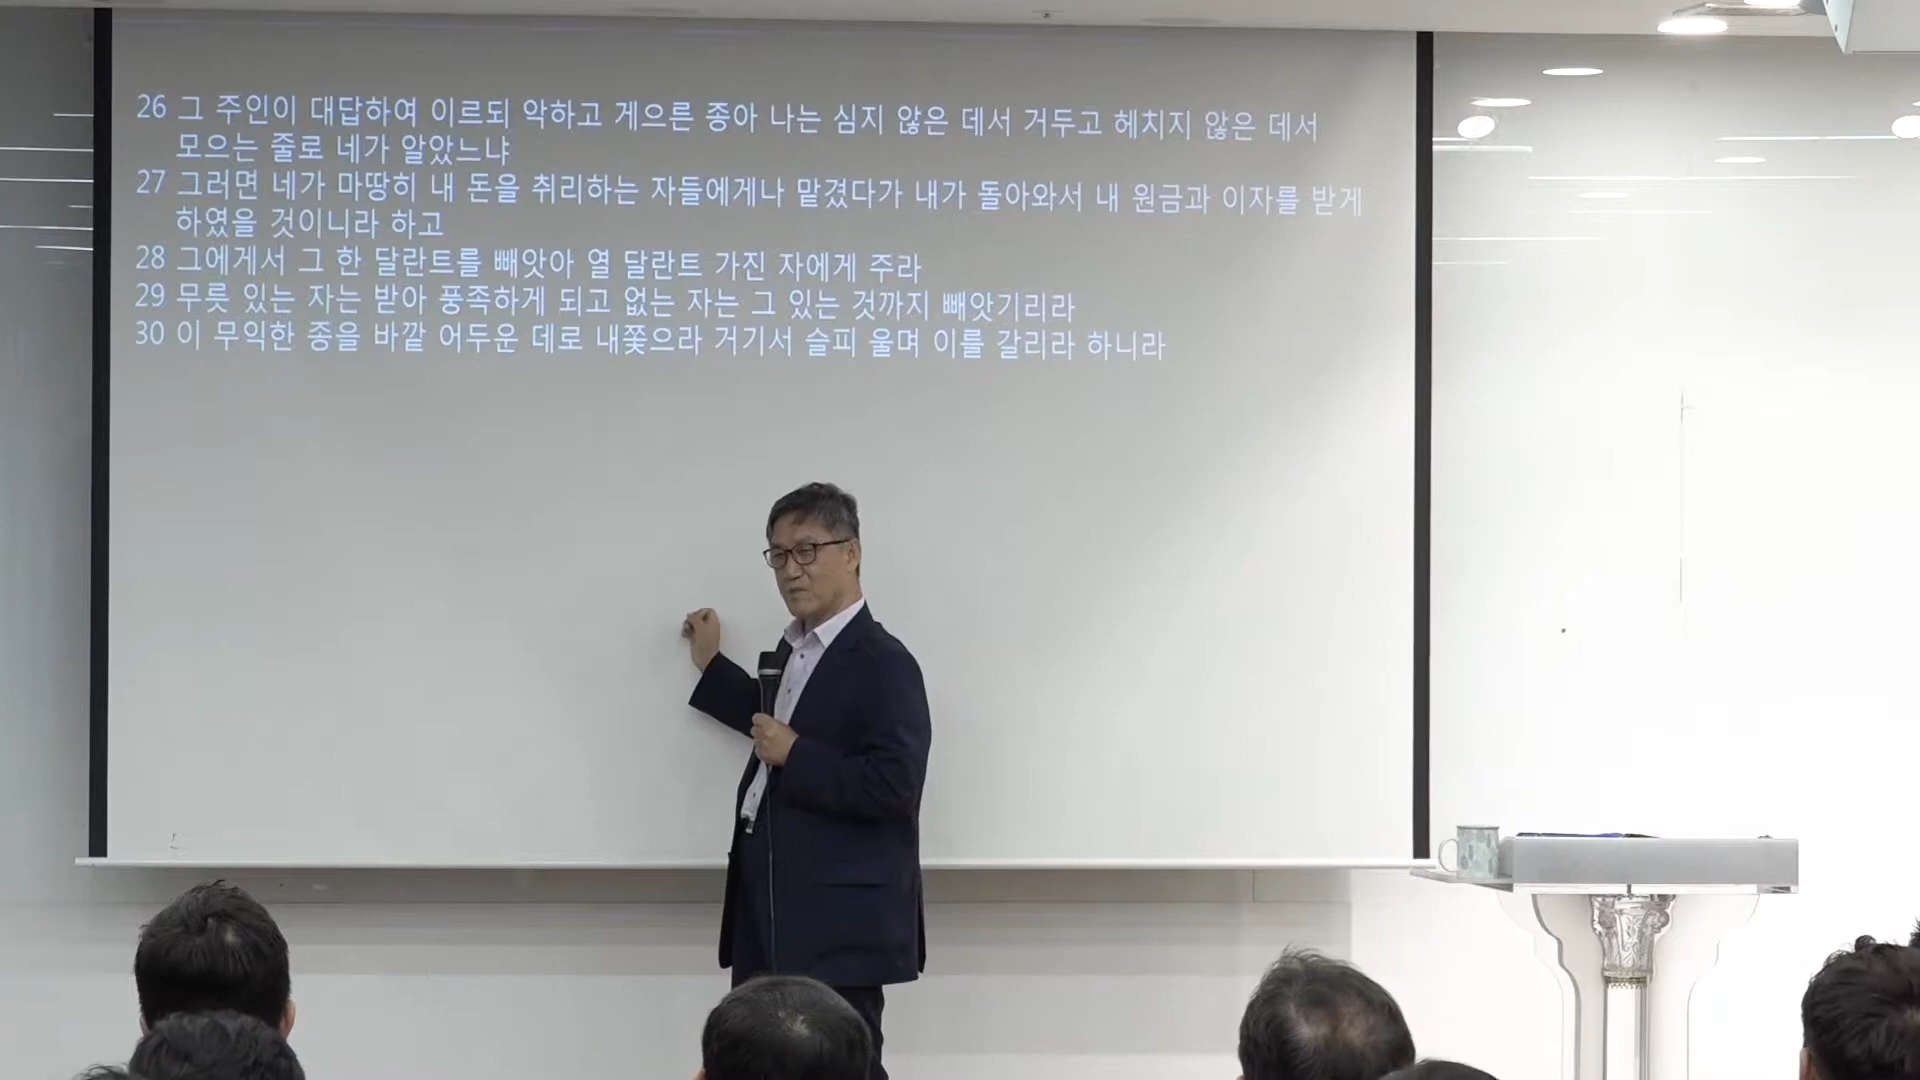 26 그 주인이 대답하여 이르되 악하고 게으른 종아 나는 심지 않은 데서 거두고 헤치지 않은 데서
모으는 줄로 네가 알았느냐
27 그러면 네가 마땅히 내 돈을 취리하는 자들에게나 맡겼다가 내가 돌아와서 내 원금과 이자를 받게
하였을 것이니라 하고
28 그에게서 그 한 달란트를 빼앗아 열 달란트 가진 자에게 주라
29 무릇 있는 자는 받아 풍족하게 되고 없는 자는 그 있는 것까지 빼앗기리라
30 이 무익한 종을 바깥 어두운 데로 내쫓으라 거기서 슬피 울며 이를 갈리라 하니라